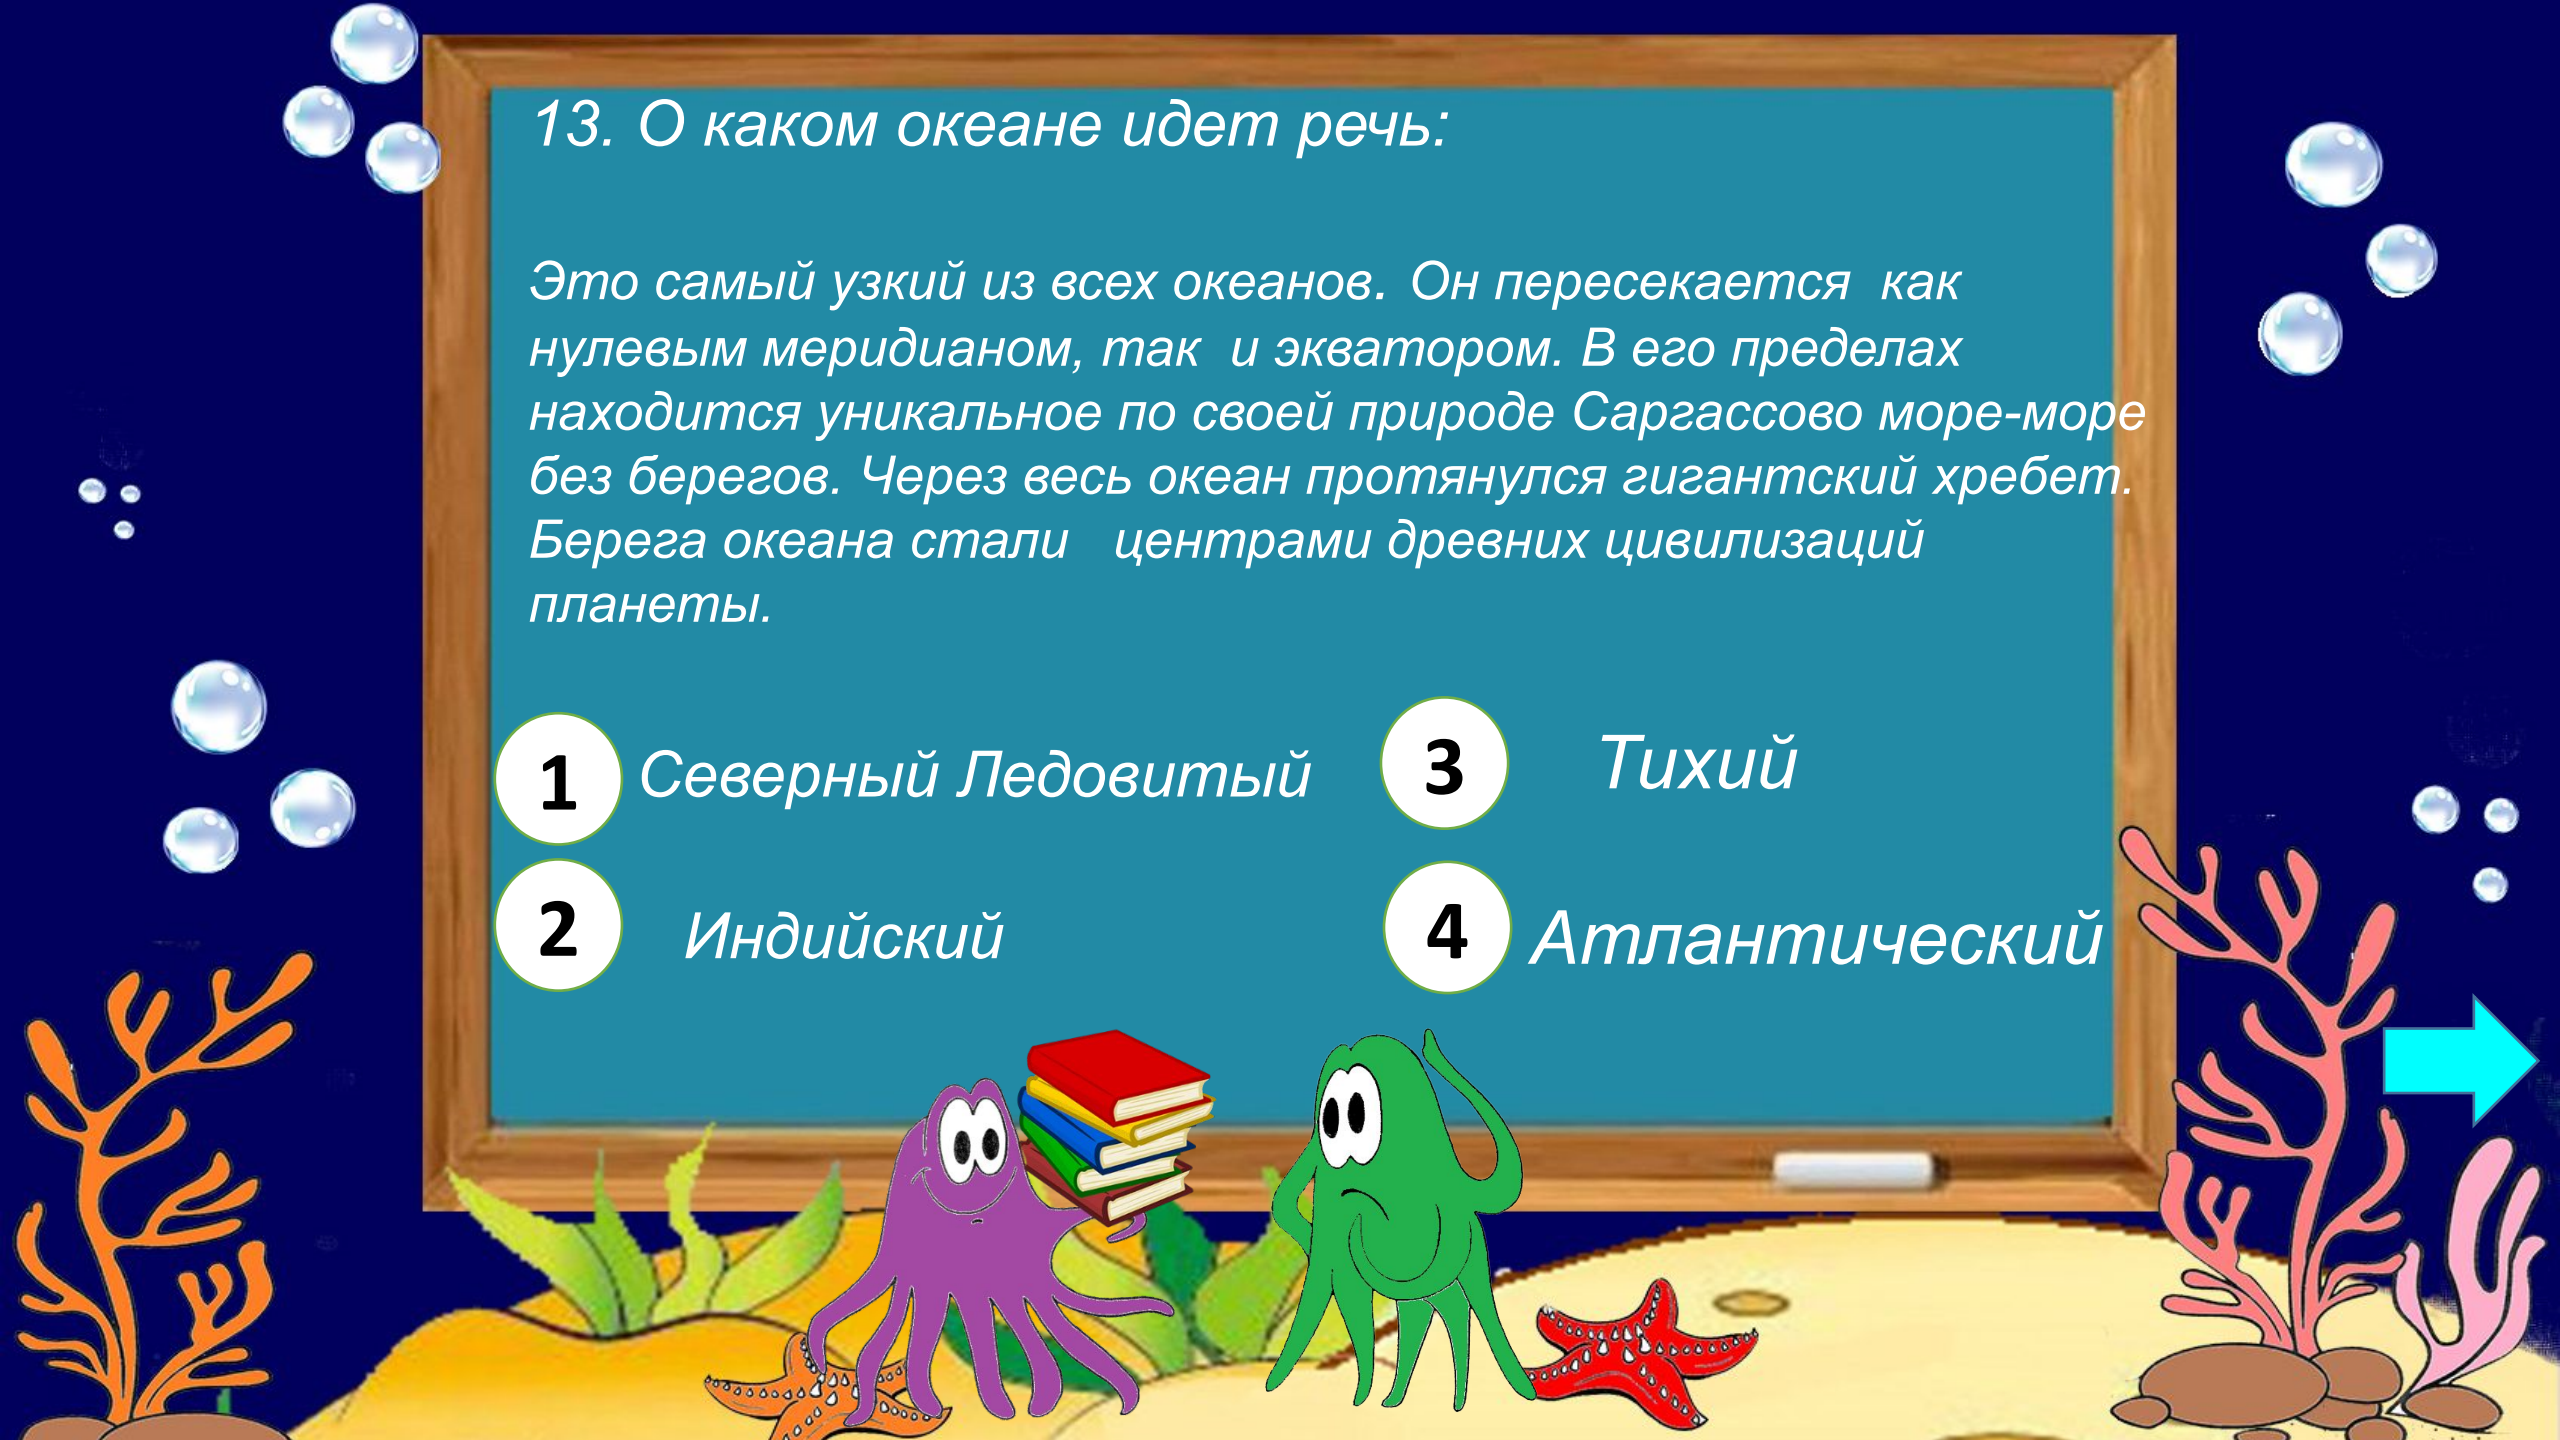 13. О каком океане идет речь:
Это самый узкий из всех океанов. Он пересекается как
нулевым меридианом, так и экватором. В его пределах
находится уникальное по своей природе Саргассово море-море
без берегов. Через весь океан протянулся гигантский хребет.
Берега океана стали центрами древних цивилизаций
планеты.
1 Северный Ледовитый
3 Тихий
2 Индийский
4 Атлантический